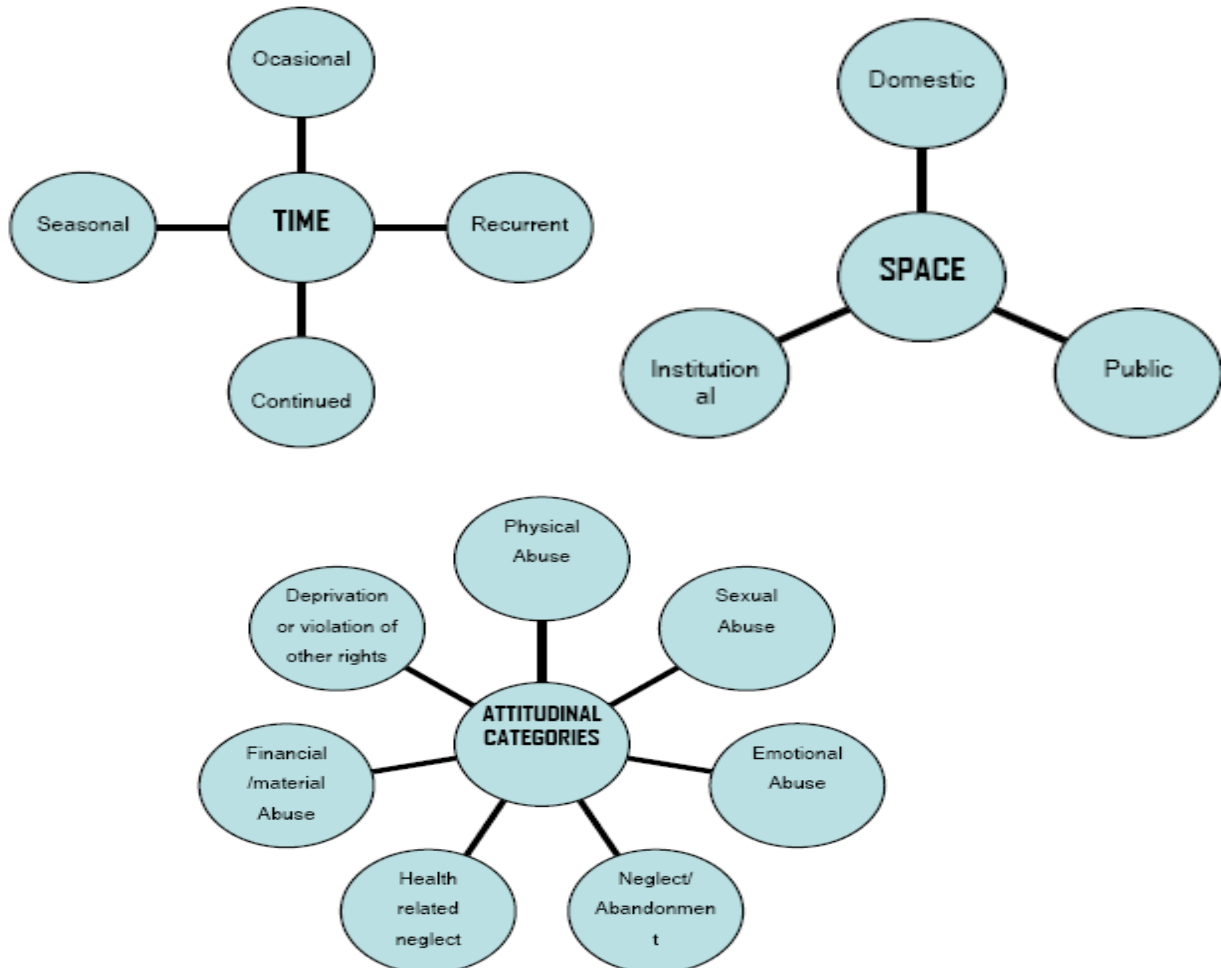 Ocasional
Seasonal
TIME
Recurrent
Continued
Domestic
SPACE
Institution
al
Public
Physical
Abuse
Deprivation
or violation of
other rights
Sexual
Abuse
ATTITUDINAL
CATEGORIES
Financial
/material
Abuse
Emotional
Abuse
Health
related
neglect
Neglect/
Abandonmen
t